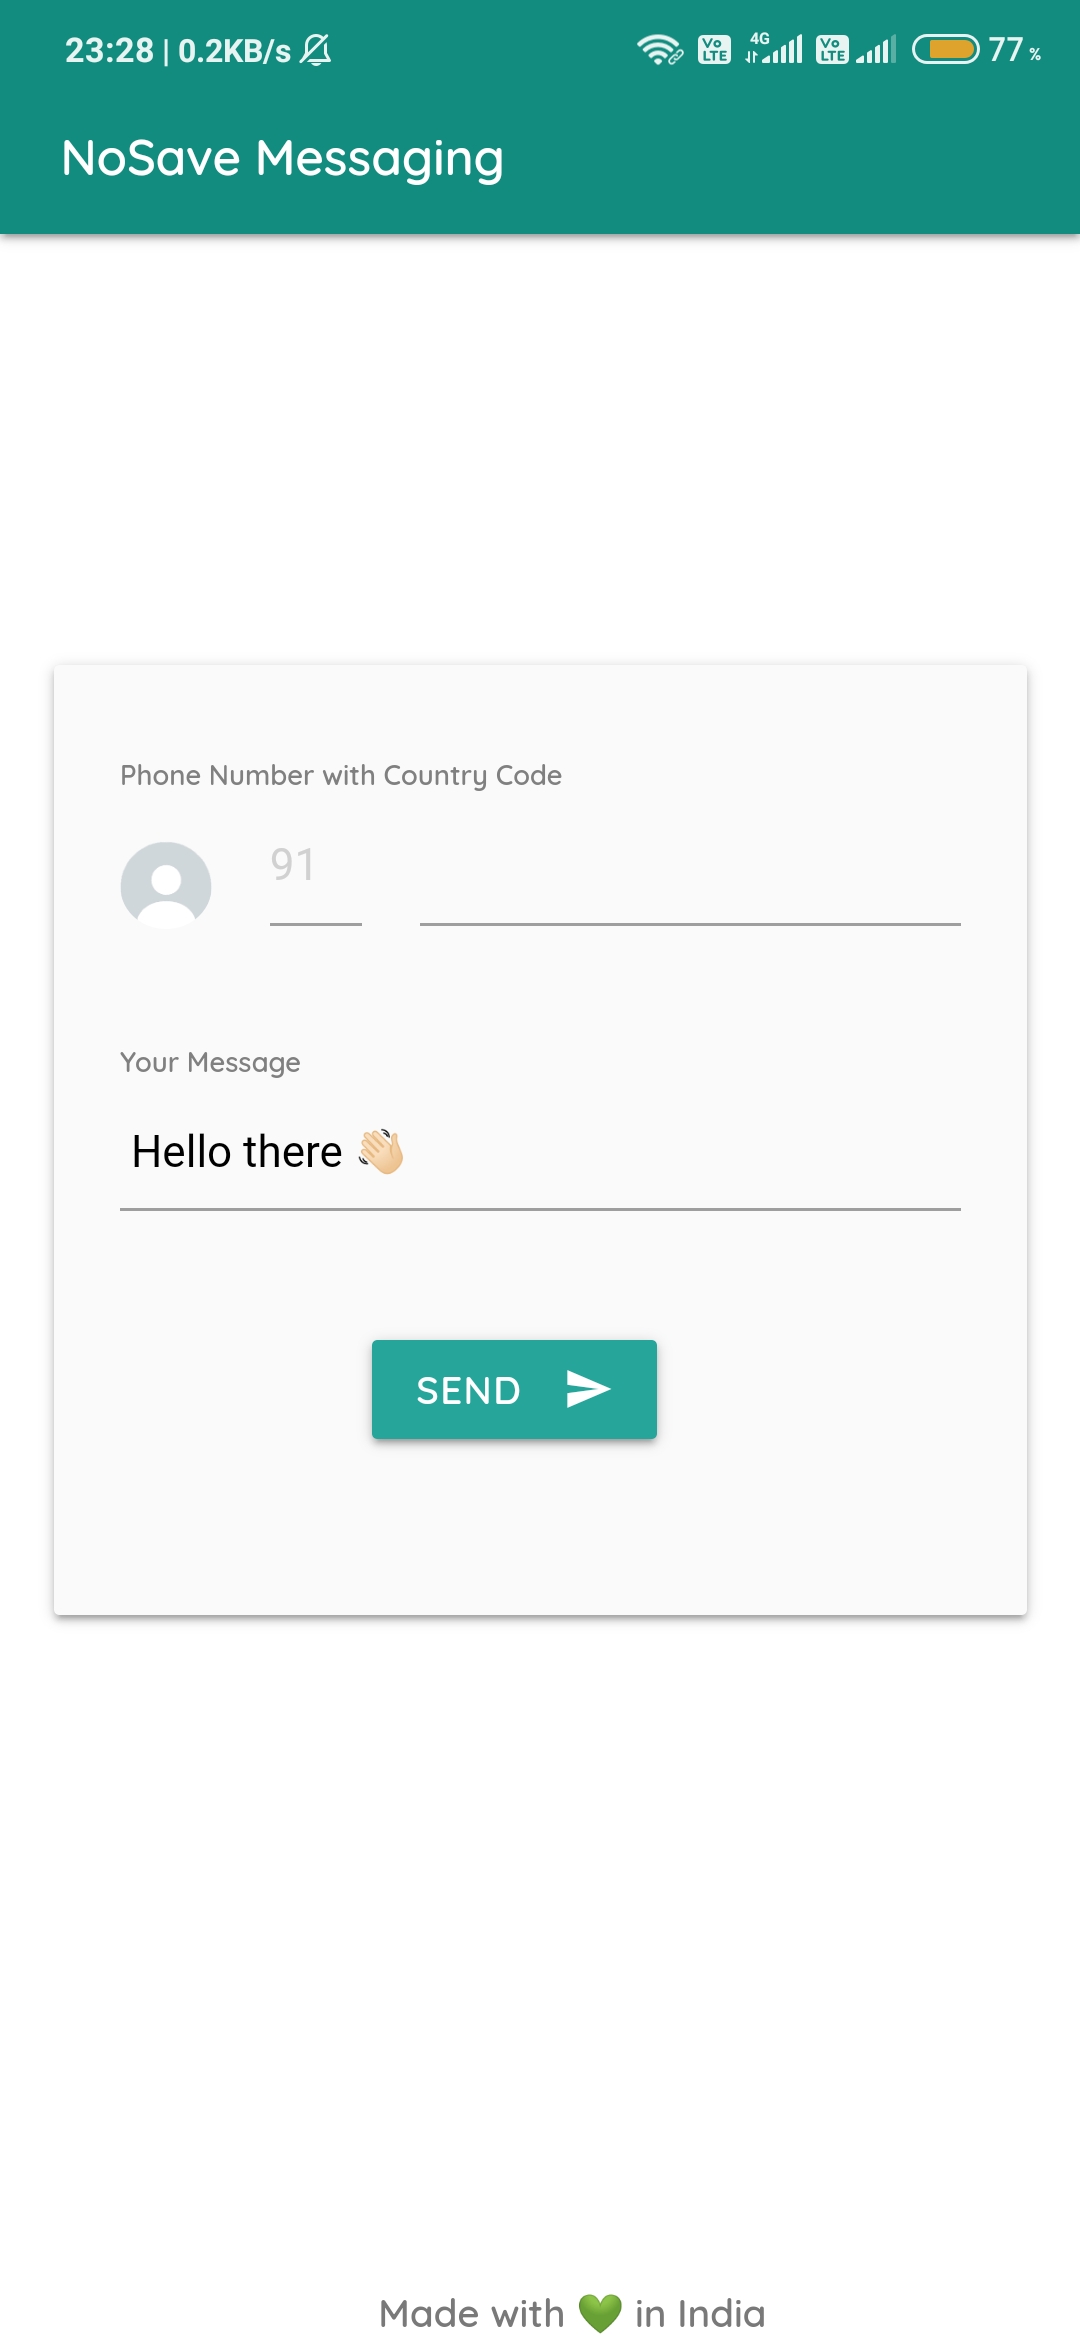 23:28 | 0.2KB/s Vo LTE 4G Vo LTE 77 %
NoSave Messaging
Phone Number with Country Code
91
Your Message
Hello there 👋🏻
SEND
Made with 💚 in India